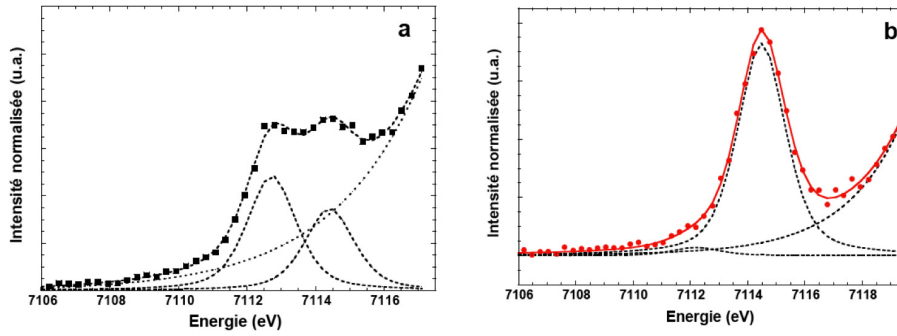 a
Intensité normalisée (u.a.)
7106 7108 7110 7112 7114 7116
Energie (eV)
b
Intensité normalisée (u.a.)
7106 7108 7110 7112 7114 7116 7118
Energie (eV)